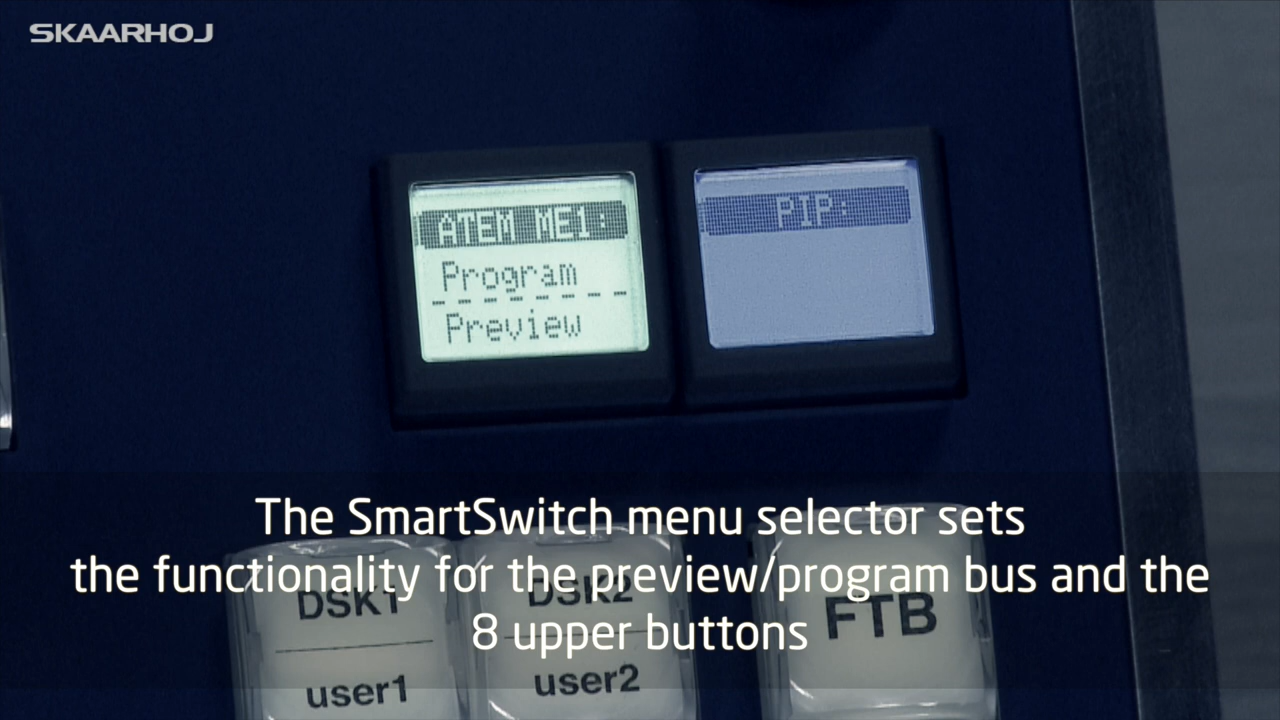 SKAARHOJ
ATEM ME1:
Program
Preview
PIP:
The SmartSwitch menu selector sets
the functionality for the preview/program bus and the
8 upper buttons
DSK1
user1
DSK2
user2
FTB